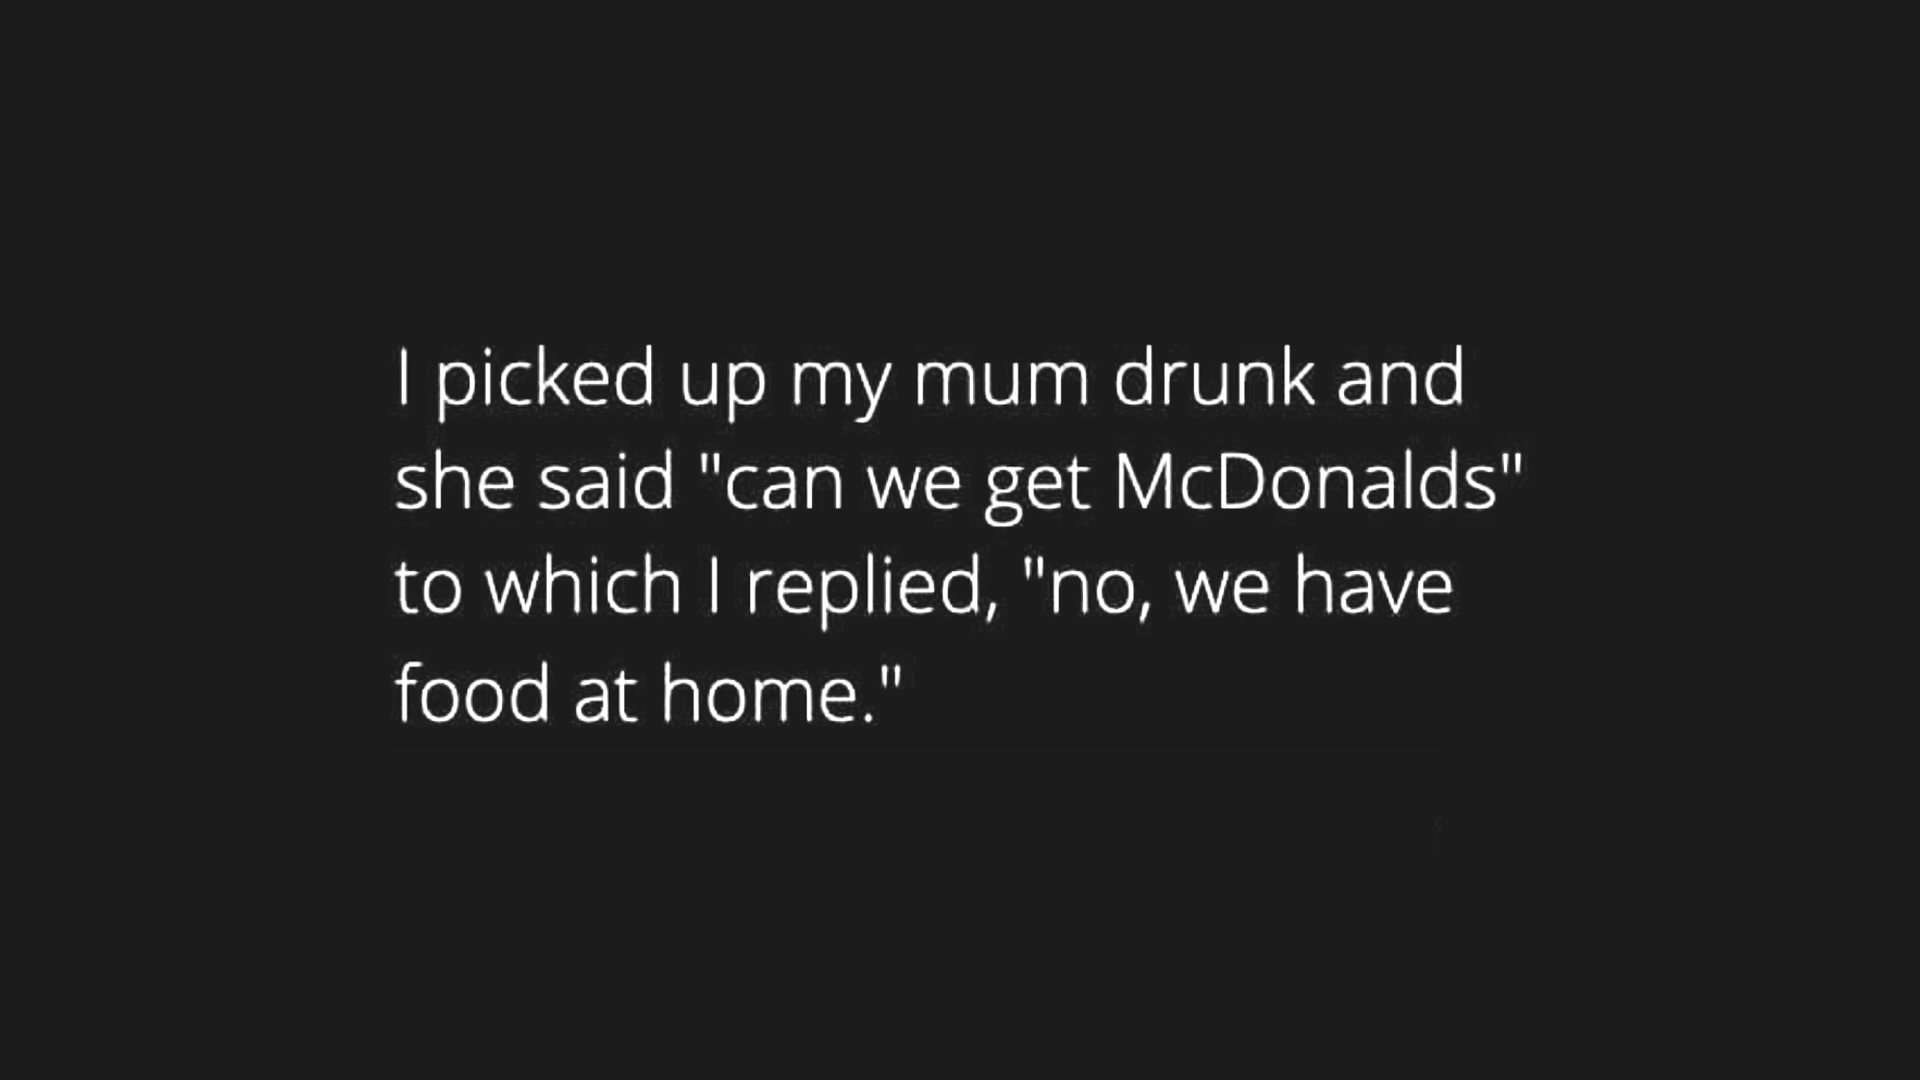 I picked up my mum drunk and
she said "can we get McDonalds"
to which I replied, "no, we have
food at home."